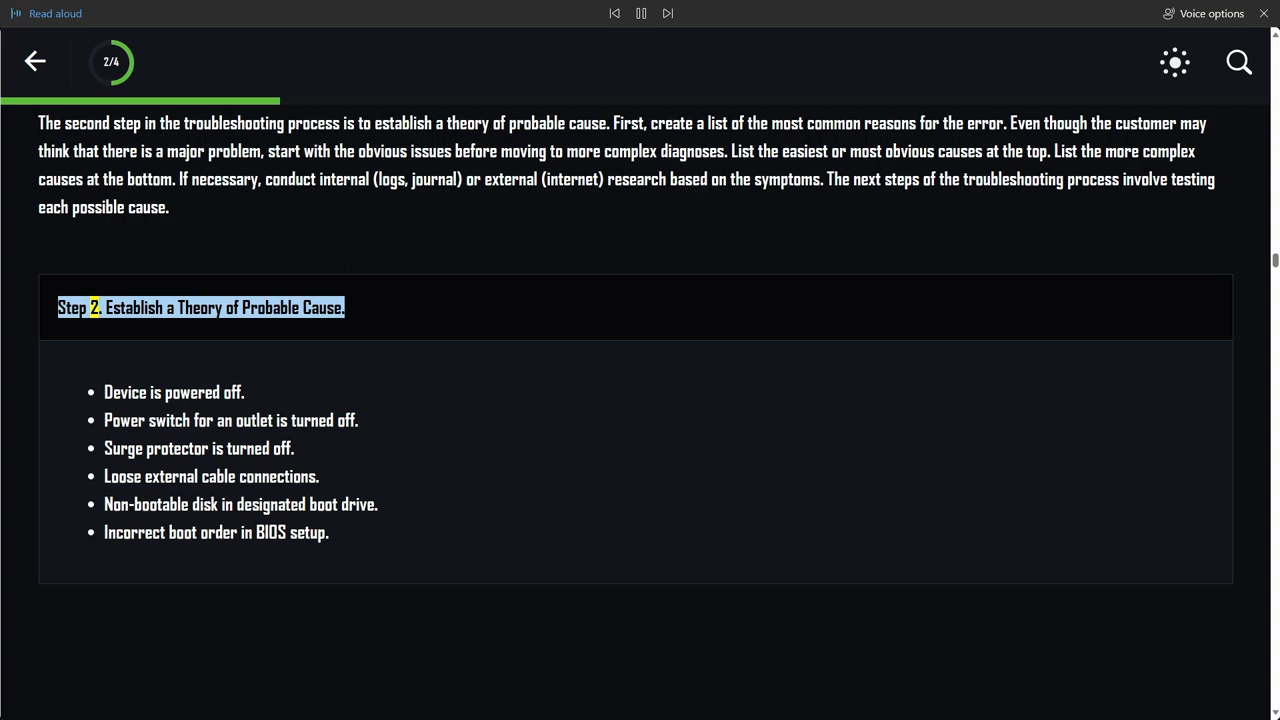 Read aloud
Voice options
2/4
The second step in the troubleshooting process is to establish a theory of probable cause. First, create a list of the most common reasons for the error. Even though the customer may
think that there is a major problem, start with the obvious issues before moving to more complex diagnoses. List the easiest or most obvious causes at the top. List the more complex
causes at the bottom. If necessary, conduct internal (logs, journal) or external (internet) research based on the symptoms. The next steps of the troubleshooting process involve testing
each possible cause.
Step 2. Establish a Theory of Probable Cause.
• Device is powered off.
• Power switch for an outlet is turned off.
• Surge protector is turned off.
• Loose external cable connections.
• Non-bootable disk in designated boot drive.
• Incorrect boot order in BIOS setup.